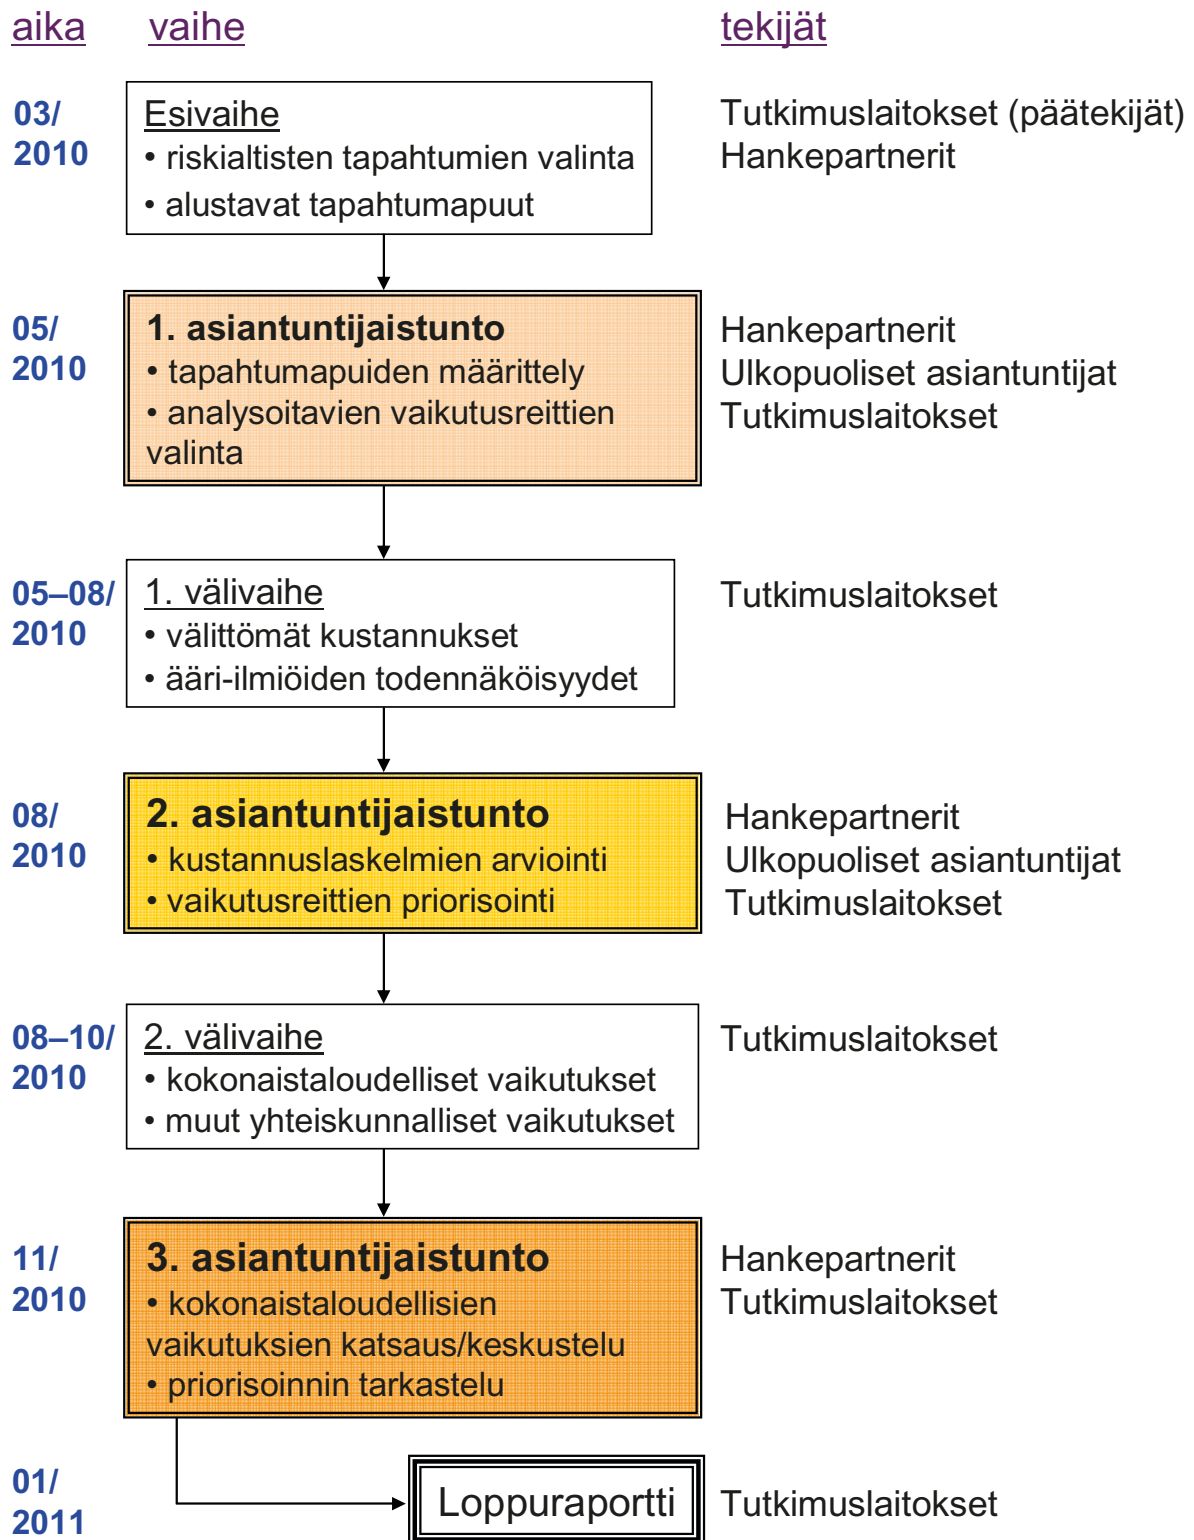 aika vaihe tekijät
03/
2010
Esivaihe
• riskialtisten tapahtumien valinta
• alustavat tapahtumapuut
Tutkimuslaitokset (päätekijät)
Hankepartnerit
05/
2010
1. asiantuntijaistunto
• tapahtumapuiden määrittely
• analysoitavien vaikutusreittien
valinta
Hankepartnerit
Ulkopuoliset asiantuntijat
Tutkimuslaitokset
05–08/
2010
1. välivaihe
• välittömät kustannukset
• ääri-ilmiöiden todennäköisyydet
Tutkimuslaitokset
08/
2010
2. asiantuntijaistunto
• kustannuslaskelmien arviointi
• vaikutusreittien priorisointi
Hankepartnerit
Ulkopuoliset asiantuntijat
Tutkimuslaitokset
08–10/
2010
2. välivaihe
• kokonaistaloudelliset vaikutukset
• muut yhteiskunnalliset vaikutukset
Tutkimuslaitokset
11/
2010
3. asiantuntijaistunto
• kokonaistaloudellisien
vaikutuksien katsaus/keskustelu
• priorisoinnin tarkastelu
Hankepartnerit
Tutkimuslaitokset
01/
2011
Loppuraportti
Tutkimuslaitokset